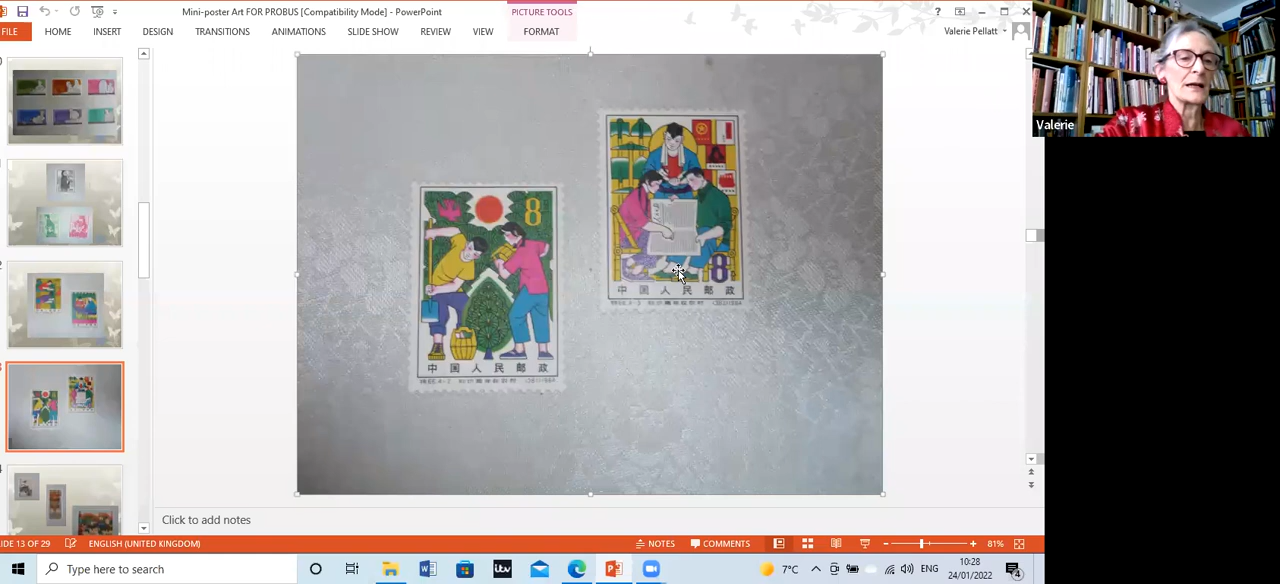 Mini-poster Art FOR PROBUS [Compatibility Mode] - PowerPoint
PICTURE TOOLS
FILE HOME INSERT DESIGN TRANSITIONS ANIMATIONS SLIDE SHOW REVIEW VIEW FORMAT
Valerie Pellatt
Valerie
8
8
中国人民邮政
中国人民邮政
Click to add notes
LIDE 13 OF 29 ENGLISH (UNITED KINGDOM) NOTES COMMENTS 81%
Type here to search
itv
7°C
ENG
10:28
24/01/2022
4